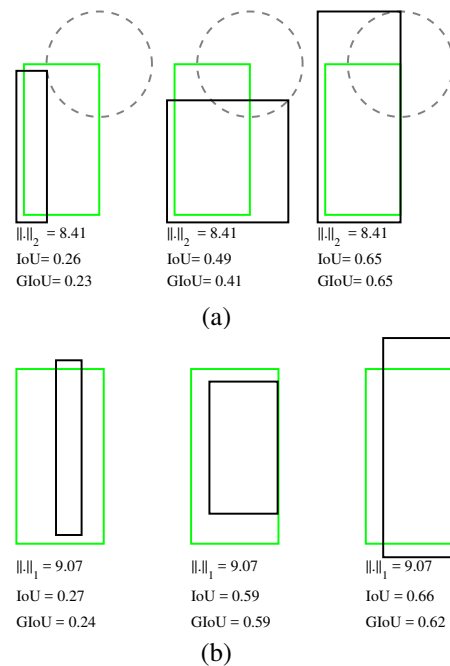 ||.||2 = 8.41 ||.||2 = 8.41 ||.||2 = 8.41
IoU= 0.26 IoU= 0.49 IoU= 0.65
GIoU= 0.23 GIoU= 0.41 GIoU= 0.65
(a)
||.||1 = 9.07 ||.||1 = 9.07 ||.||1 = 9.07
IoU = 0.27 IoU = 0.59 IoU = 0.66
GIoU = 0.24 GIoU = 0.59 GIoU = 0.62
(b)